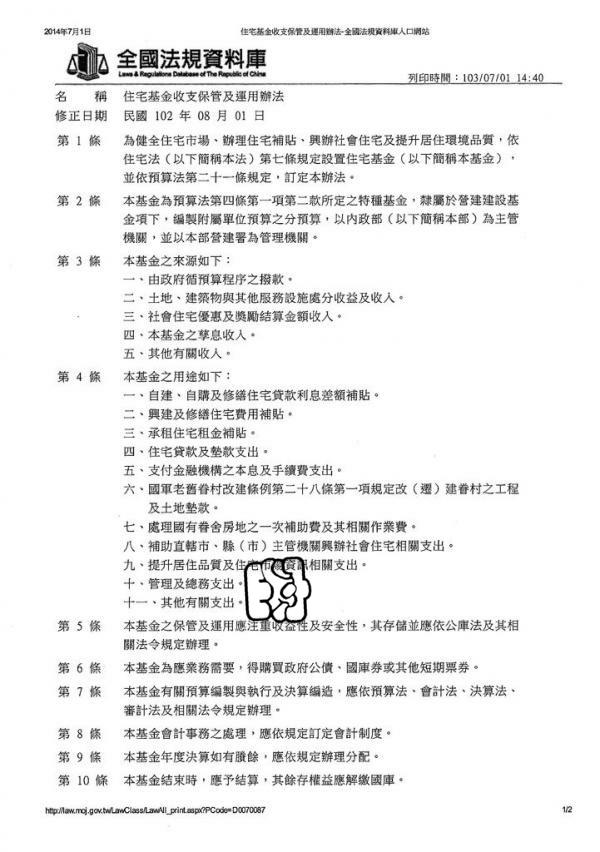 2014年7月1日 住宅基金收支保管及運用辦法-全國法規資料庫入口網站
全國法規資料庫
Laws & Regulations Database of The Republic of China
列印時間：103/07/01 14:40
名 稱 住宅基金收支保管及運用辦法
修正日期 民國 102 年 08 月 01 日
第 1 條 為健全住宅市場、辦理住宅補貼、興辦社會住宅及提升居住環境品質，依
住宅法（以下簡稱本法）第七條規定設置住宅基金（以下簡稱本基金），
並依預算法第二十一條規定，訂定本辦法。
第 2 條 本基金為預算法第四條第一項第二款所定之特種基金，隸屬於營建建設基
金項下，編製附屬單位預算之分預算，以內政部（以下簡稱本部）為主管
機關，並以本部營建署為管理機關。
第 3 條 本基金之來源如下：
一、由政府循預算程序之撥款。
二、土地、建築物與其他服務設施處分收益及收入。
三、社會住宅優惠及獎勵結算金額收入。
四、本基金之孳息收入。
五、其他有關收入。
第 4 條 本基金之用途如下：
一、自建、自購及修繕住宅貸款利息差額補貼。
二、興建及修繕住宅費用補貼。
三、承租住宅租金補貼。
四、住宅貸款及墊款支出。
五、支付金融機構之本息及手續費支出。
六、國軍老舊眷村改建條例第二十八條第一項規定改（遷）建眷村之工程
及土地墊款。
七、處理國有眷舍房地之一次補助費及其相關作業費。
八、補助直轄市、縣（市）主管機關興辦社會住宅相關支出。
九、提升居住品質及住宅市場資訊相關支出。
十、管理及總務支出。
十一、其他有關支出。
第 5 條 本基金之保管及運用應注重收益性及安全性，其存儲並應依公庫法及其相
關法令規定辦理。
第 6 條 本基金為應業務需要，得購買政府公債、國庫券或其他短期票券。
第 7 條 本基金有關預算編製與執行及決算編造，應依預算法、會計法、決算法、
審計法及相關法令規定辦理。
第 8 條 本基金會計事務之處理，應依規定訂定會計制度。
第 9 條 本基金年度決算如有賸餘，應依規定辦理分配。
第 10 條 本基金結束時，應予結算，其餘存權益應解繳國庫。
http://law.moj.gov.tw/LawClass/LawAll_print.aspx?PCode=D0070087 1/2